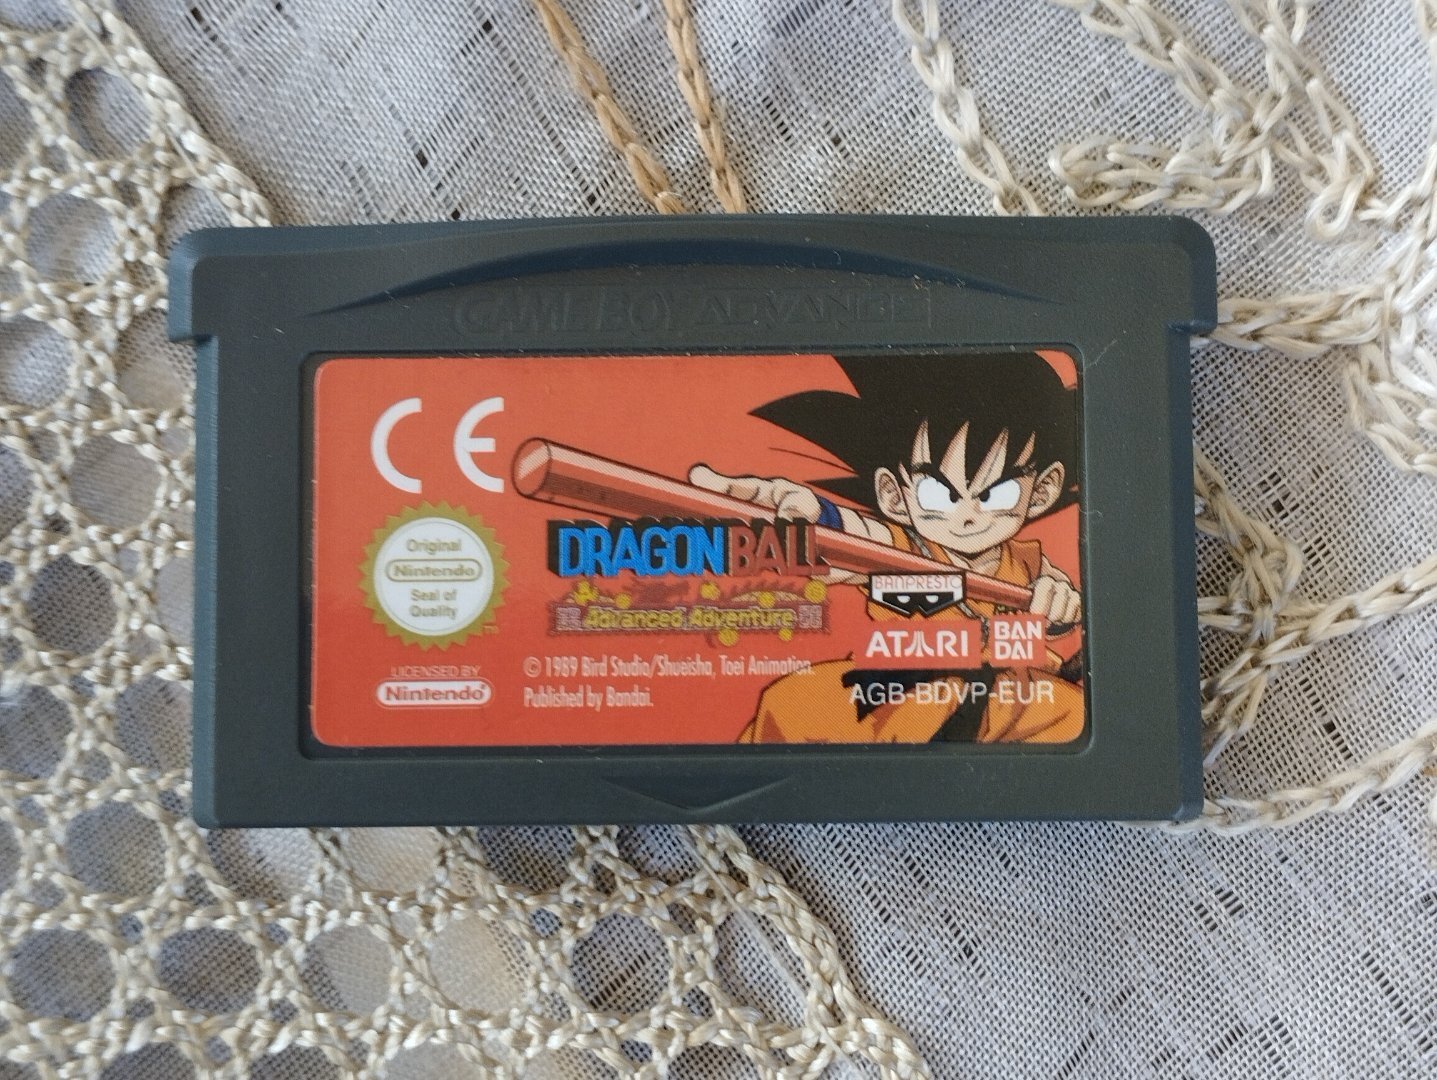 GAME BOY ADVANCE
CE
Original
Nintendo
Seal of
Quality
TM
LICENSED BY
Nintendo
DRAGON BALL
Advanced Adventure
© 1989 Bird Studio/Shueisha, Toei Animation.
Published by Bandai.
BANPRESTO
ATARI
BAN
DAI
AGB-BDVP-EUR